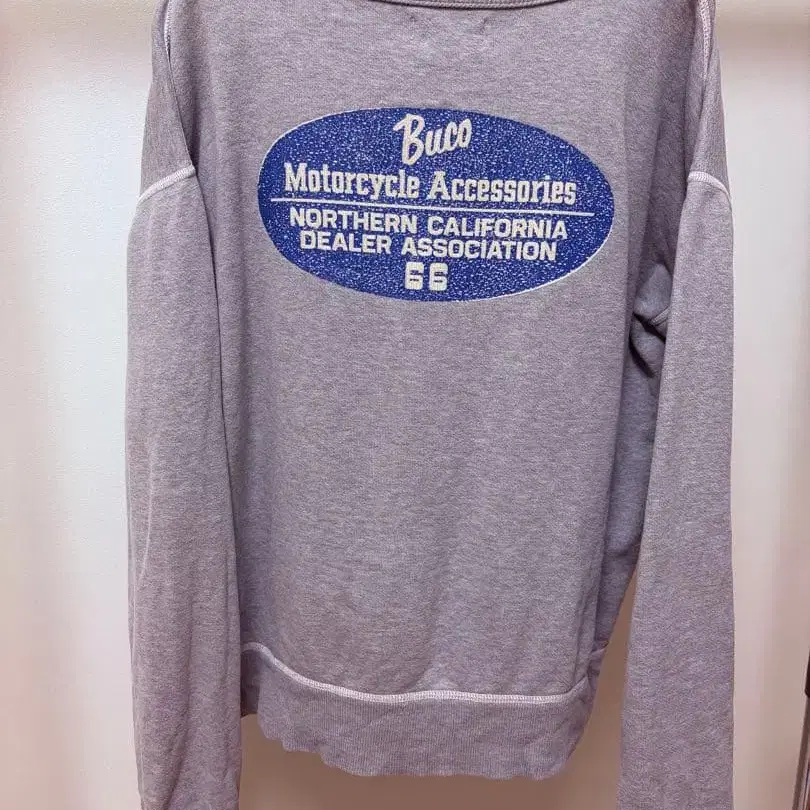 Buco
Motorcycle Accessories
NORTHERN CALIFORNIA
DEALER ASSOCIATION
66